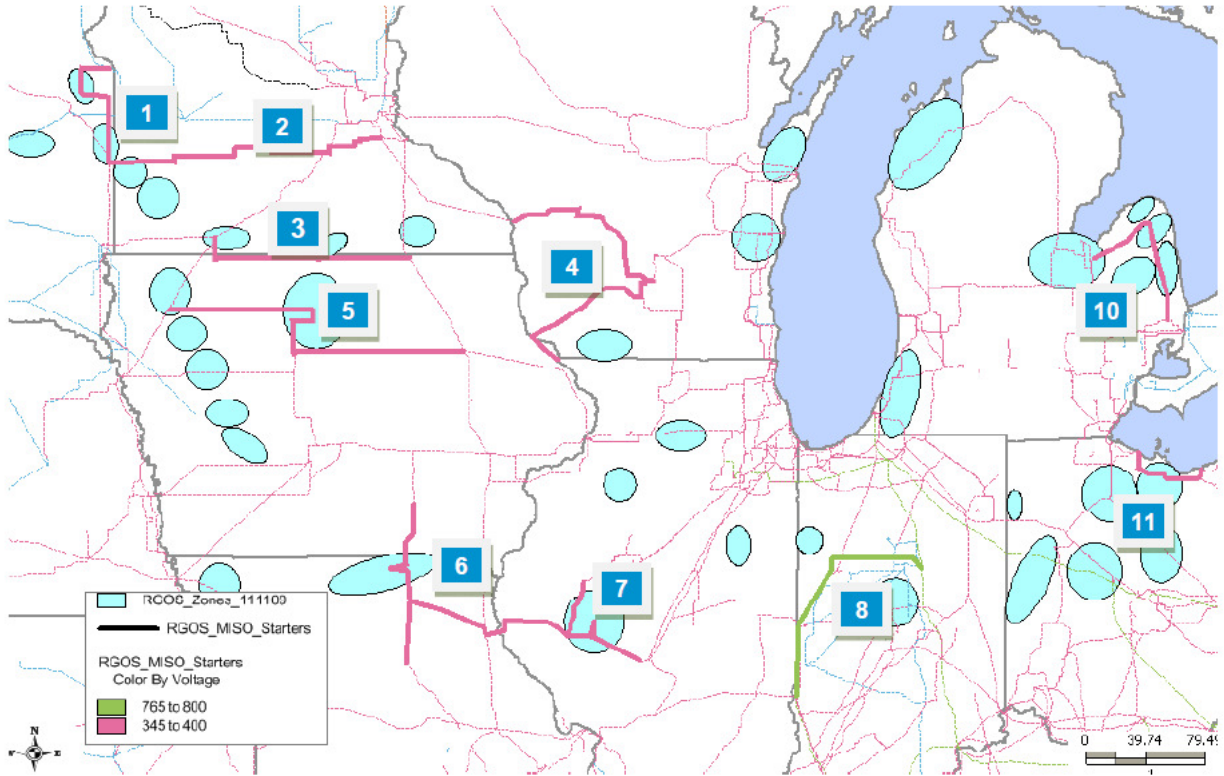 1
2
3
4
5
10
6
7
8
11
RGOS_Zones_111109
RGOS_MISO_Starters
RGOS_MISO_Starters
Color By Voltage
765 to 800
345 to 400
N
E
0 39.74 79.49